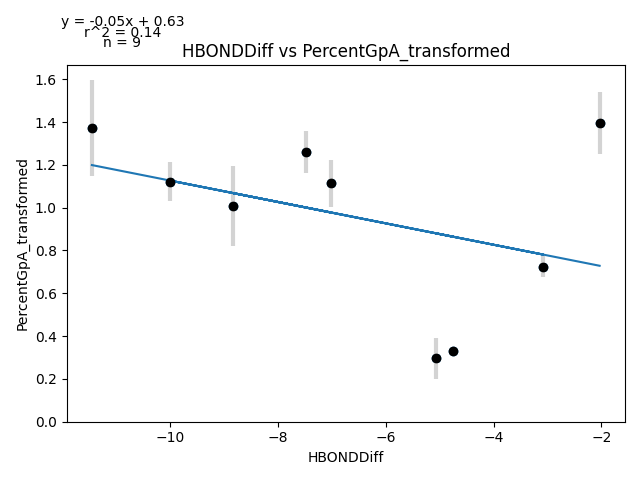 y = -0.05x + 0.63
r^2 = 0.14
n = 9
HBONDDiff vs PercentGpA_transformed
PercentGpA_transformed
1.6
1.4
1.2
1.0
0.8
0.6
0.4
0.2
0.0
−10
−8
−6
−4
−2
HBONDDiff